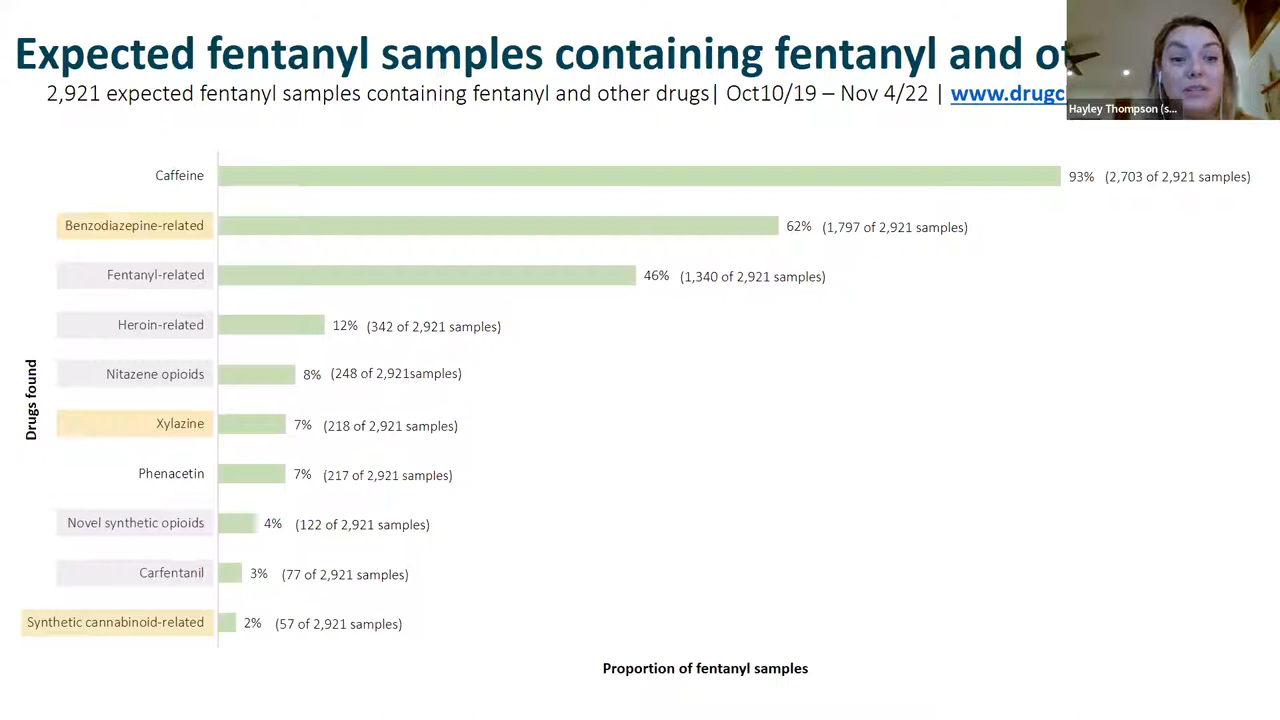 Expected fentanyl samples containing fentanyl and
2,921 expected fentanyl samples containing fentanyl and other drugs| Oct10/19 – Nov 4/22 | www.drugc
Hayley Thompson (s...
Caffeine 93% (2,703 of 2,921 samples)
Benzodiazepine-related 62% (1,797 of 2,921 samples)
Fentanyl-related 46% (1,340 of 2,921 samples)
Heroin-related 12% (342 of 2,921 samples)
Nitazene opioids 8% (248 of 2,921samples)
Drugs found
Xylazine 7% (218 of 2,921 samples)
Phenacetin 7% (217 of 2,921 samples)
Novel synthetic opioids 4% (122 of 2,921 samples)
Carfentanil 3% (77 of 2,921 samples)
Synthetic cannabinoid-related 2% (57 of 2,921 samples)
Proportion of fentanyl samples